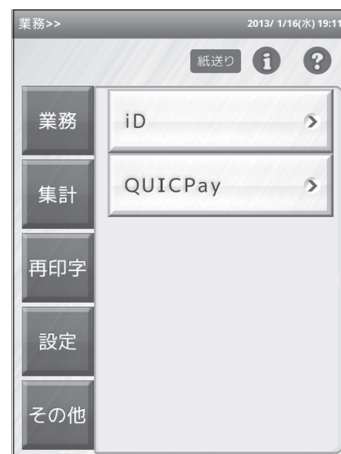 業務>> 2013/ 1/16(水) 19:11
紙送り i ?
業務
iD
集計
QUICPay
再印字
設定
その他